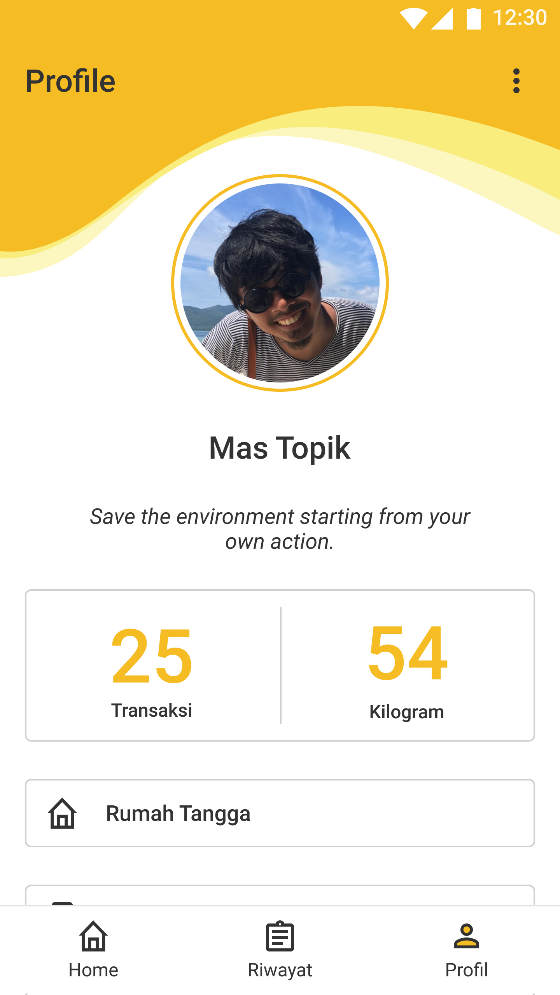 12:30
Profile
Mas Topik
Save the environment starting from your
own action.
25
Transaksi
54
Kilogram
Rumah Tangga
Home
Riwayat
Profil